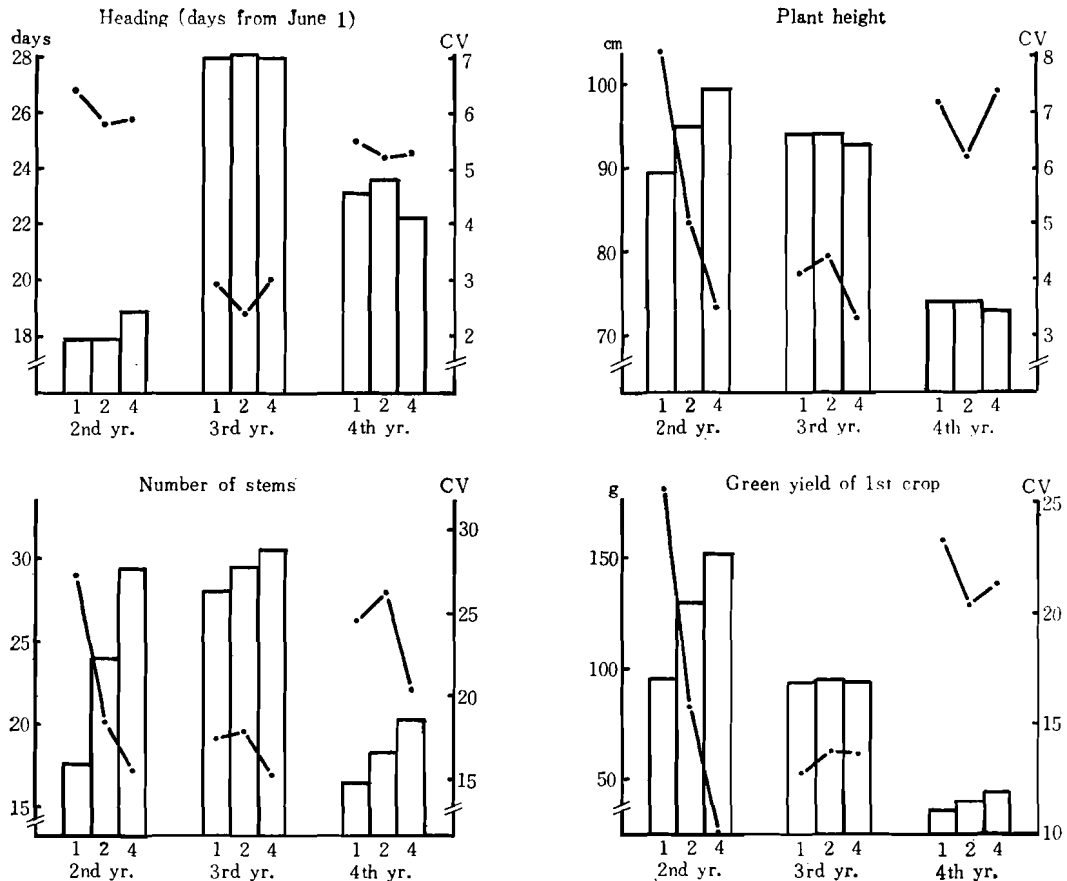 Heading (days from June 1)
days
CV
28
26
24
22
20
18
7
6
5
4
3
2
1 2 4
2nd yr.
1 2 4
3rd yr.
1 2 4
4th yr.
Plant height
cm
CV
100
90
80
70
8
7
6
5
4
3
1 2 4
2nd yr.
1 2 4
3rd yr.
1 2 4
4th yr.
Number of stems
CV
30
25
20
15
30
25
20
15
1 2 4
2nd yr.
1 2 4
3rd yr.
1 2 4
4th yr.
Green yield of 1st crop
g
CV
150
100
50
25
20
15
10
1 2 4
2nd yr.
1 2 4
3rd yr.
1 2 4
4th yr.